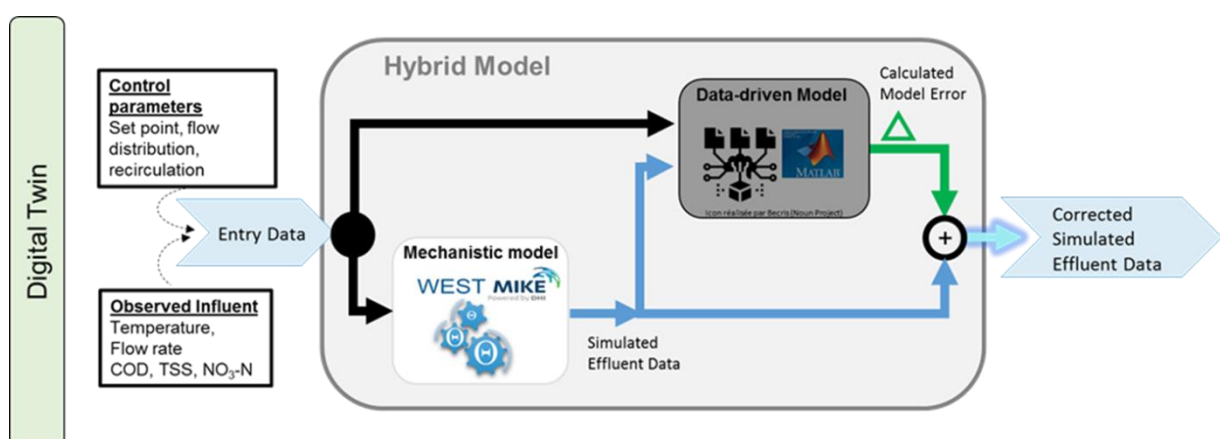 Digital Twin
Control
parameters
Set point, flow
distribution,
recirculation
Entry Data
Observed Influent
Temperature,
Flow rate
COD, TSS, NO₃-N
Hybrid Model
Mechanistic model
WEST MIKE
Powered by DHI
Simulated
Effluent Data
Data-driven Model
MATLAB
Icon réalisée par Becris (Noun Project)
Calculated
Model Error
+
Corrected
Simulated
Effluent Data